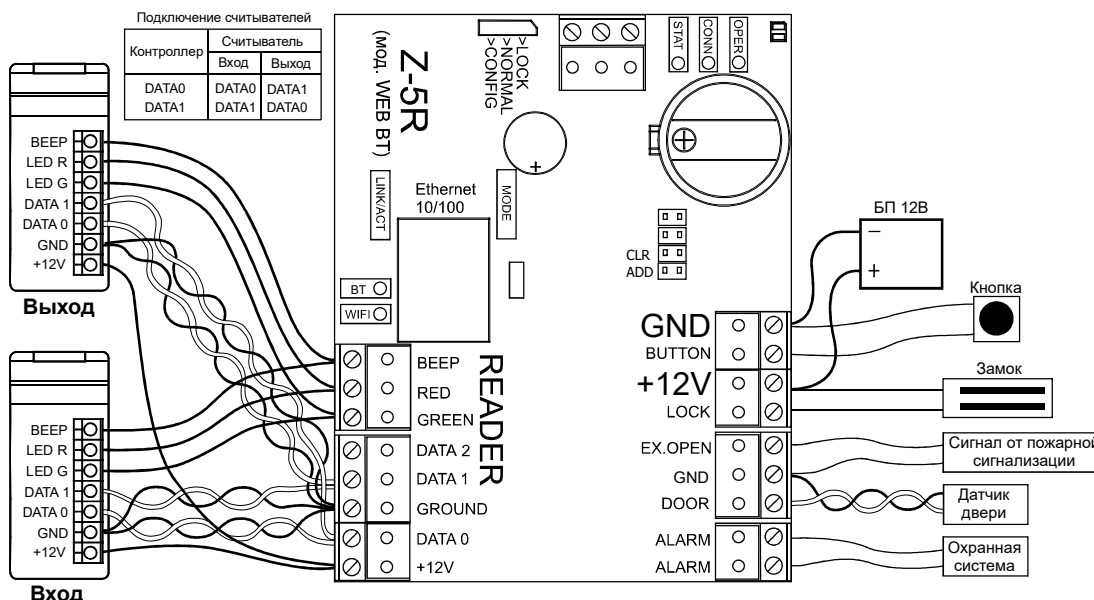 Подключение считывателей
Контроллер
Считыватель
Вход
Выход
DATA0 DATA0 DATA1
DATA1 DATA1 DATA0
BEEP
LED R
LED G
DATA 1
DATA 0
GND
+12V
Выход
BEEP
LED R
LED G
DATA 1
DATA 0
GND
+12V
Вход
Z-5R
(мод. WEB BT)
>LOCK
>NORMAL
>CONFIG
STAT
CONN
OPER
LINK/ACT
Ethernet
10/100
MODE
+
CLR
ADD
BT
WIFI
READER
BEEP
RED
GREEN
DATA 2
DATA 1
GROUND
DATA 0
+12V
GND
BUTTON
+12V
LOCK
EX.OPEN
GND
DOOR
ALARM
ALARM
БП 12В
−
+
Кнопка
Замок
Сигнал от пожарной
сигнализации
Датчик
двери
Охранная
система